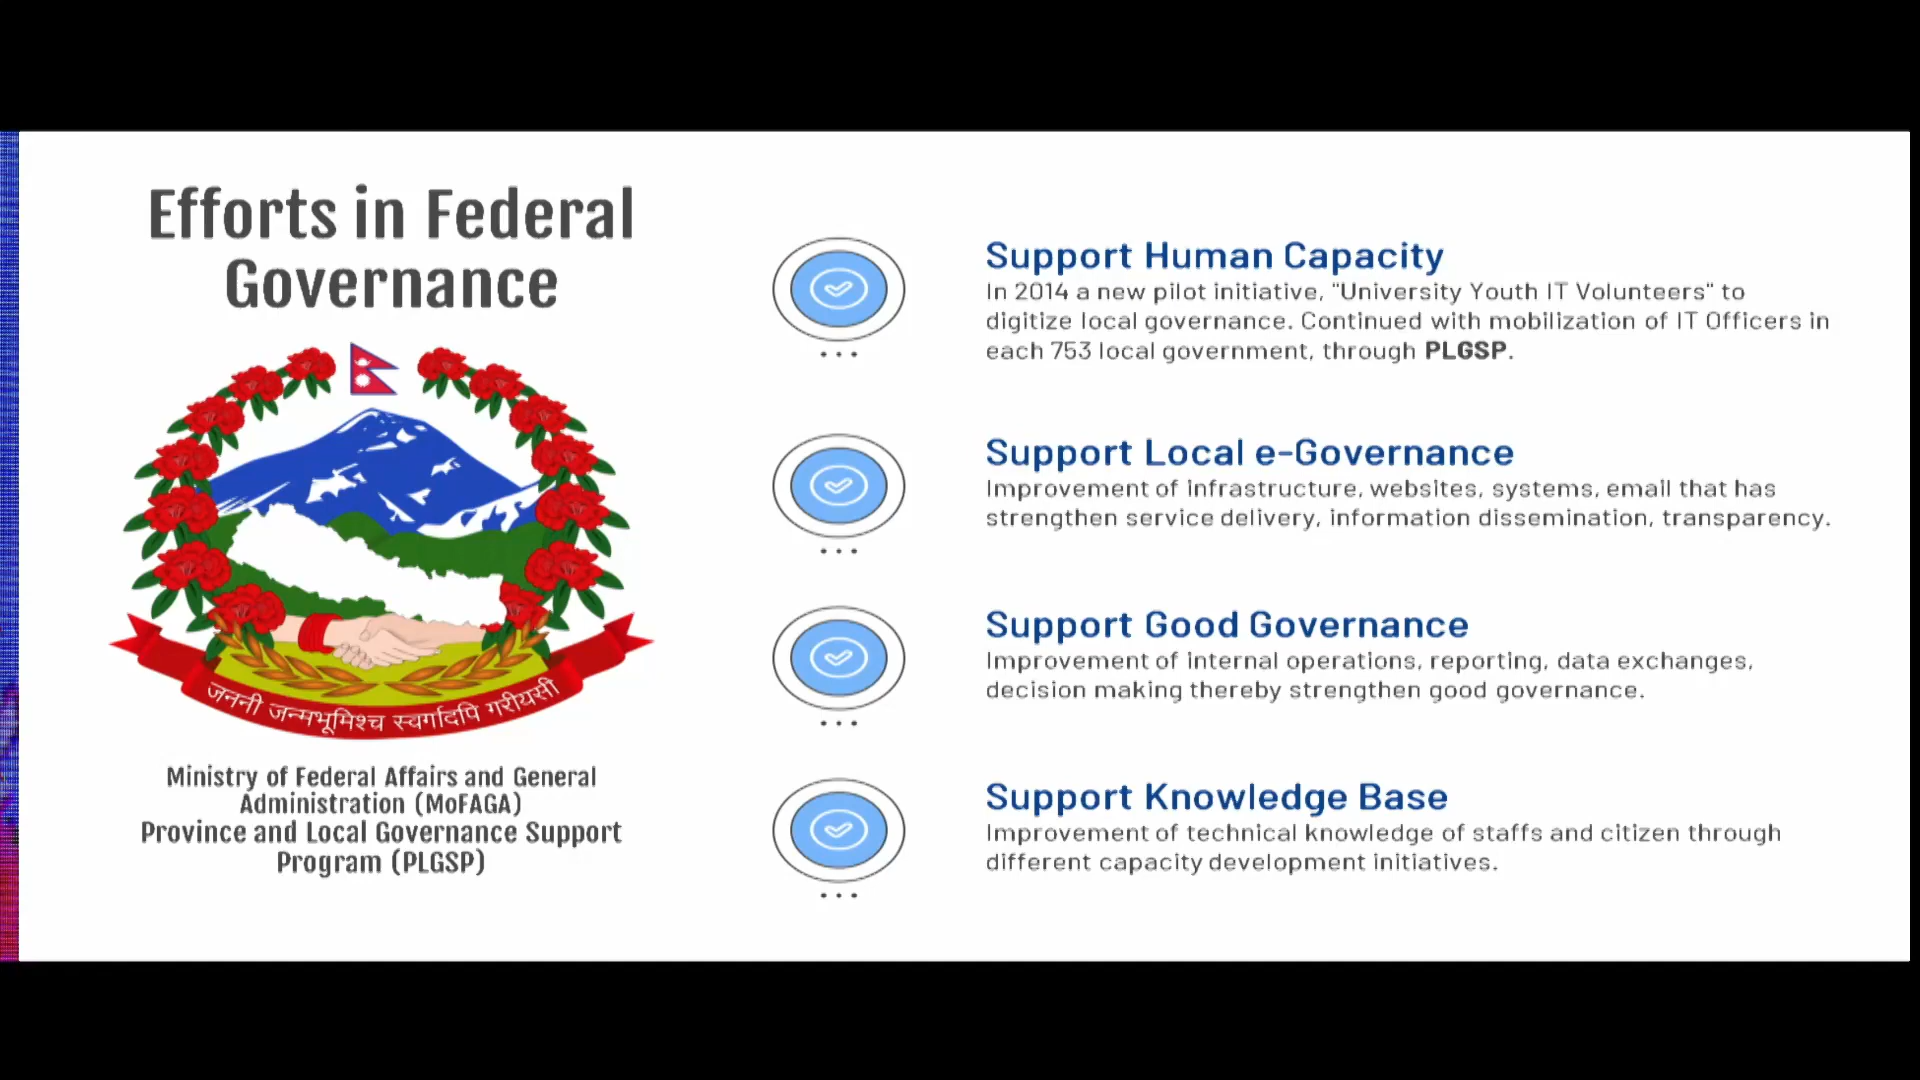 Efforts in Federal
Governance
जननी जन्मभूमिश्च स्वर्गादपि गरीयसी
Ministry of Federal Affairs and General
Administration (MoFAGA)
Province and Local Governance Support
Program (PLGSP)
Support Human Capacity
In 2014 a new pilot initiative, "University Youth IT Volunteers" to
digitize local governance. Continued with mobilization of IT Officers in
each 753 local government, through PLGSP.
Support Local e-Governance
Improvement of infrastructure, websites, systems, email that has
strengthen service delivery, information dissemination, transparency.
Support Good Governance
Improvement of internal operations, reporting, data exchanges,
decision making thereby strengthen good governance.
Support Knowledge Base
Improvement of technical knowledge of staffs and citizen through
different capacity development initiatives.